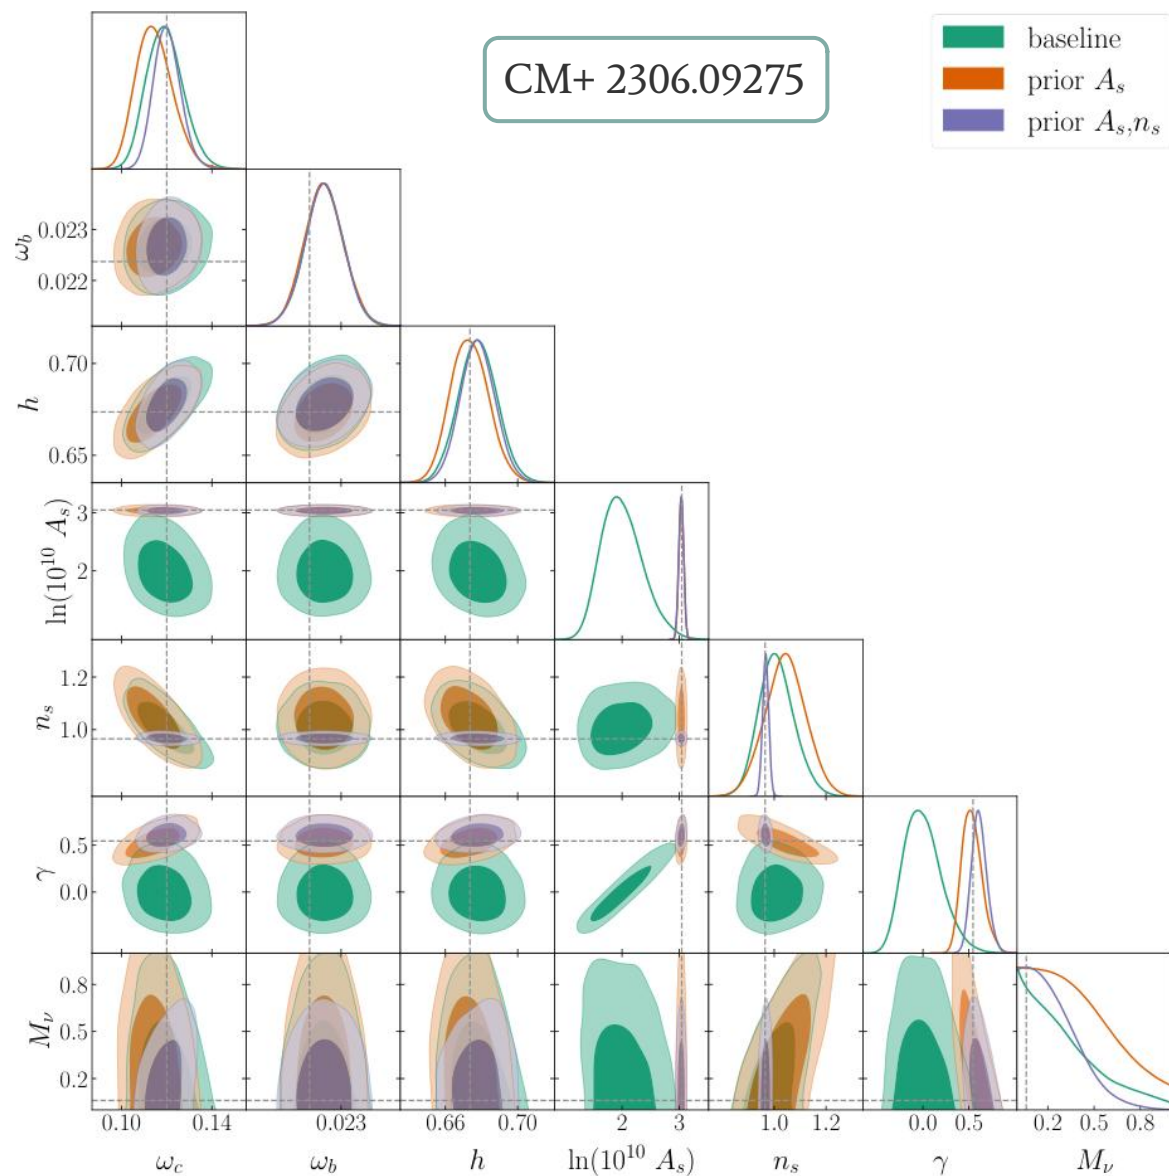 CM+ 2306.09275
baseline
prior A_s
prior A_s,n_s
ω_b
0.023
0.022
h
0.70
0.65
ln(10^10 A_s)
3
2
n_s
1.2
1.0
γ
0.5
0.0
M_ν
0.8
0.5
0.2
0.10 0.14 0.023 0.66 0.70 2 3 1.0 1.2 0.0 0.5 0.2 0.5 0.8
ω_c ω_b h ln(10^10 A_s) n_s γ M_ν